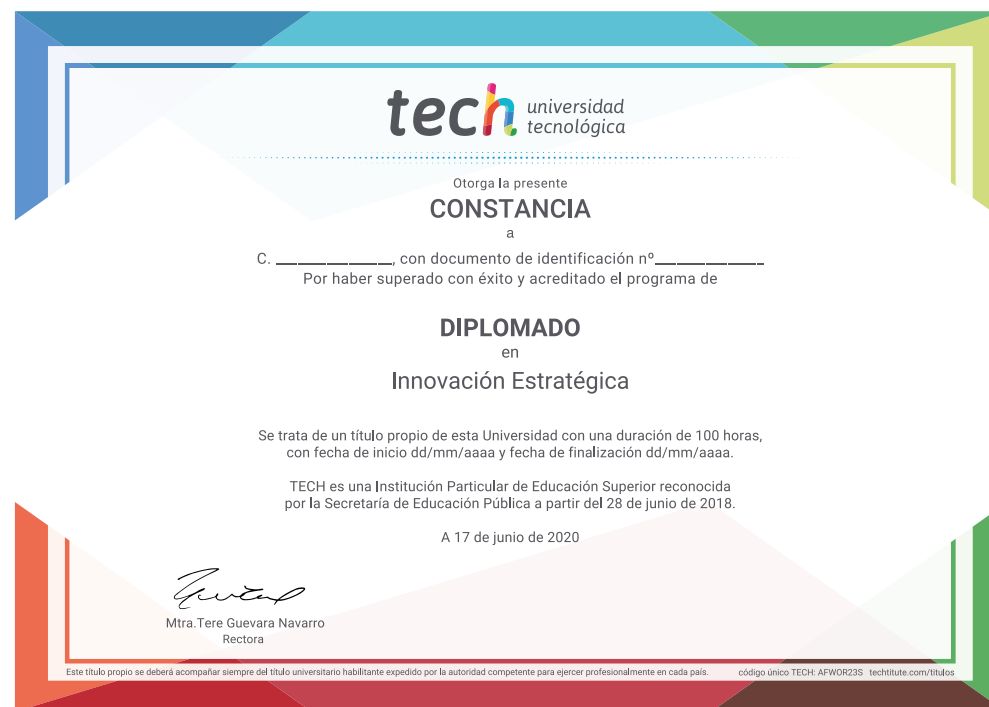 tech universidad
tecnológica
Otorga la presente
CONSTANCIA
a
C. ______________, con documento de identificación nº_____________
Por haber superado con éxito y acreditado el programa de
DIPLOMADO
en
Innovación Estratégica
Se trata de un título propio de esta Universidad con una duración de 100 horas,
con fecha de inicio dd/mm/aaaa y fecha de finalización dd/mm/aaaa.
TECH es una Institución Particular de Educación Superior reconocida
por la Secretaría de Educación Pública a partir del 28 de junio de 2018.
A 17 de junio de 2020
Mtra.Tere Guevara Navarro
Rectora
Este título propio se deberá acompañar siempre del título universitario habilitante expedido por la autoridad competente para ejercer profesionalmente en cada país. código único TECH: AFWOR23S techtitute.com/titulos